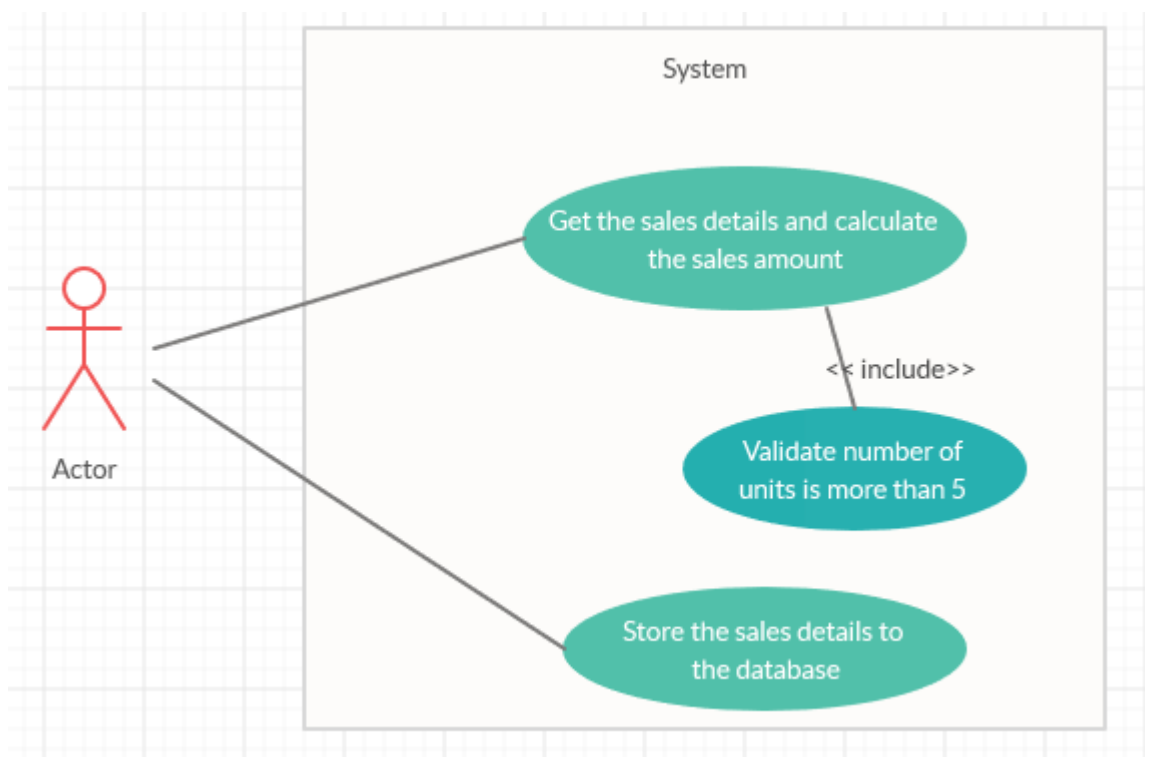 System
Get the sales details and calculate
the sales amount
<< include>>
Validate number of
units is more than 5
Actor
Store the sales details to
the database